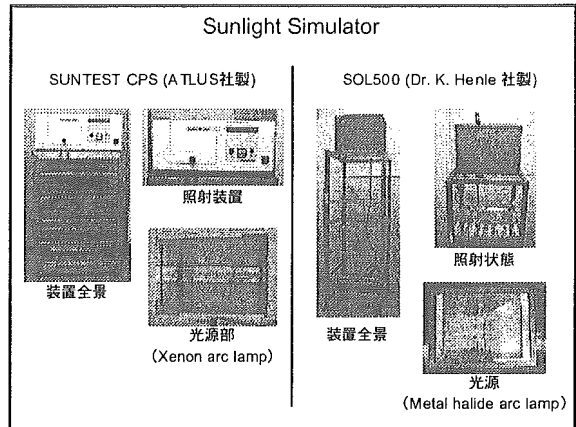 Sunlight Simulator
SUNTEST CPS (ATLUS社製)
照射装置
装置全景
光源部
(Xenon arc lamp)
SOL500 (Dr. K. Henle 社製)
照射状態
装置全景
光源
(Metal halide arc lamp)